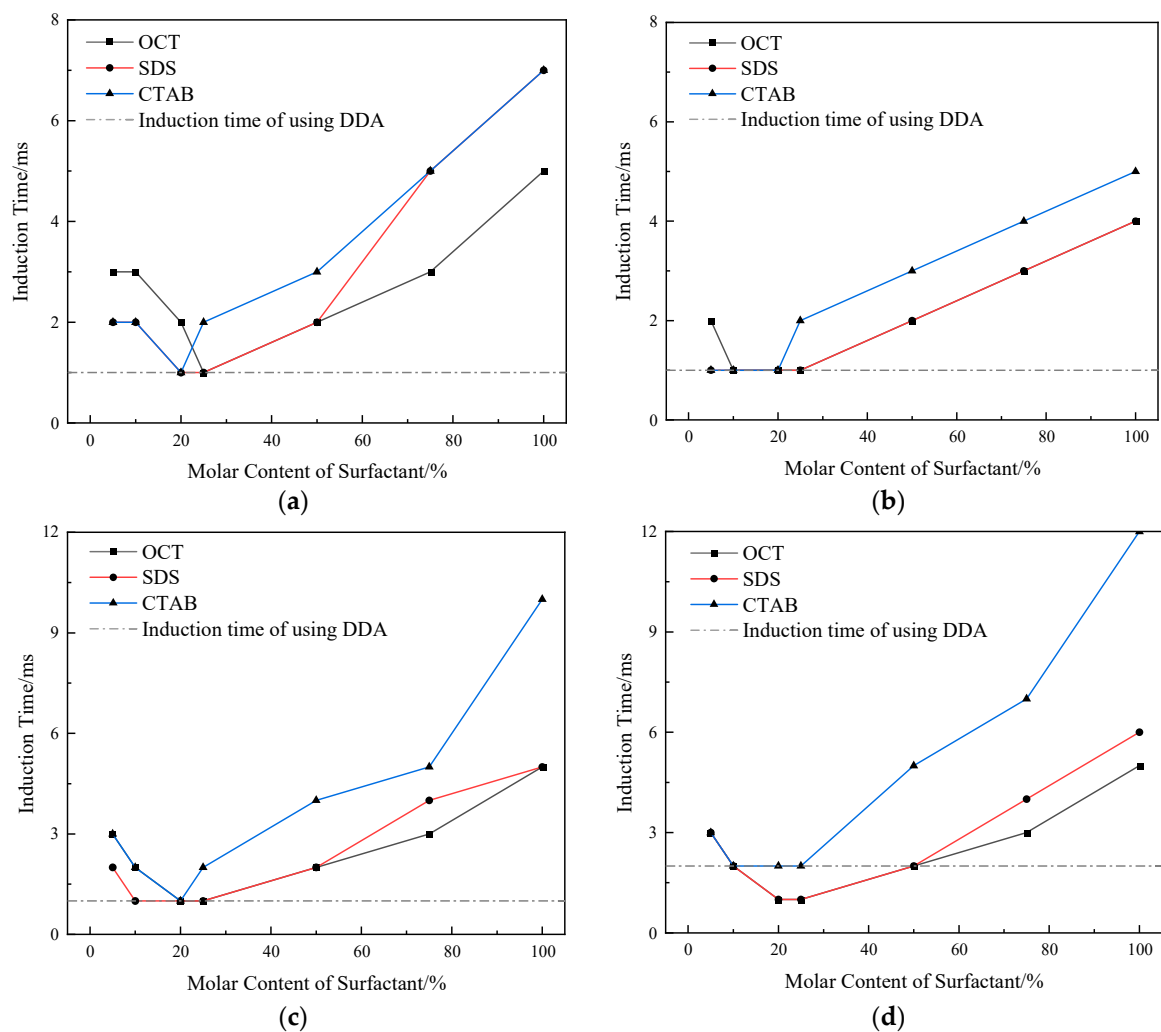 8
6
4
2
0
Induction Time/ms
OCT
SDS
CTAB
Induction time of using DDA
0 20 40 60 80 100
Molar Content of Surfactant/%
(a)
8
6
4
2
0
Induction Time/ms
OCT
SDS
CTAB
Induction time of using DDA
0 20 40 60 80 100
Molar Content of Surfactant/%
(b)
12
9
6
3
0
Induction Time/ms
OCT
SDS
CTAB
Induction time of using DDA
0 20 40 60 80 100
Molar Content of Surfactant/%
(c)
12
9
6
3
0
Induction Time/ms
OCT
SDS
CTAB
Induction time of using DDA
0 20 40 60 80 100
Molar Content of Surfactant/%
(d)